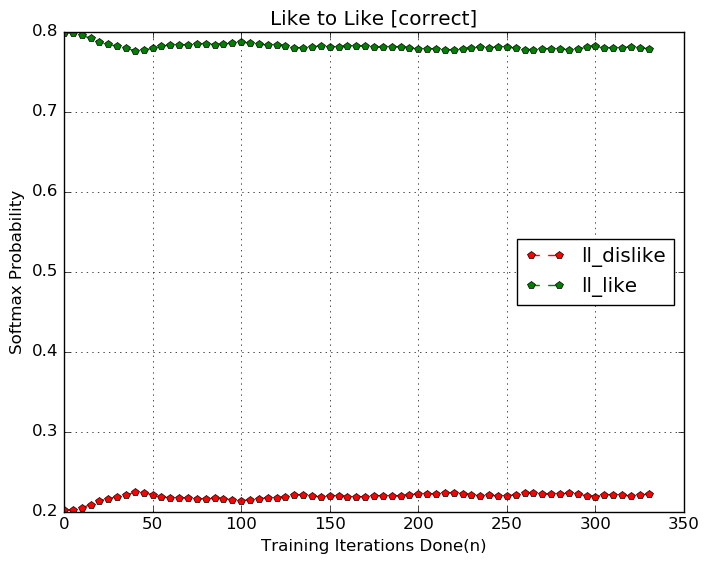 Like to Like [correct]
0.8
0.7
0.6
0.5
0.4
0.3
0.2
Softmax Probability
ll_dislike
ll_like
0 50 100 150 200 250 300 350
Training Iterations Done(n)